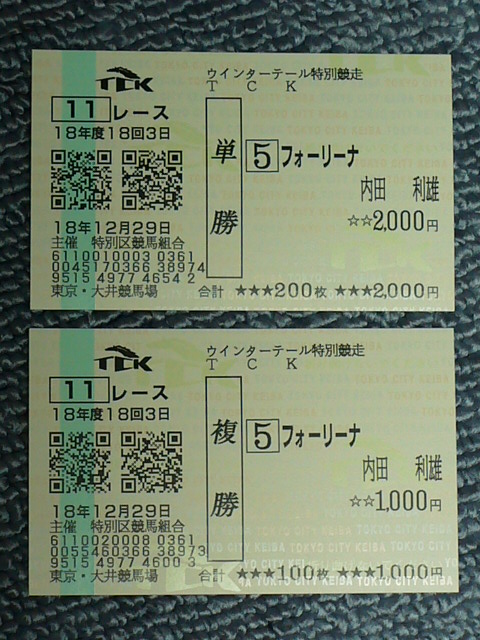 TCK
ウインターテール特別競走
T C K
11 レース
18年度18回3日
単勝
5 フォーリーナ
内田 利雄
☆☆2,000円
18年12月29日
主催 特別区競馬組合
6110010003 0361
0045170366 38974
9515 4977 4654 2
東京・大井競馬場
合計 ★★★200枚 ★★★2,000円
TCK
ウインターテール特別競走
T C K
11 レース
18年度18回3日
複勝
5 フォーリーナ
内田 利雄
☆☆1,000円
18年12月29日
主催 特別区競馬組合
6110020008 0361
0055460366 38973
9515 4977 4600 3
東京・大井競馬場
合計 ★★★100枚 ★★★1,000円